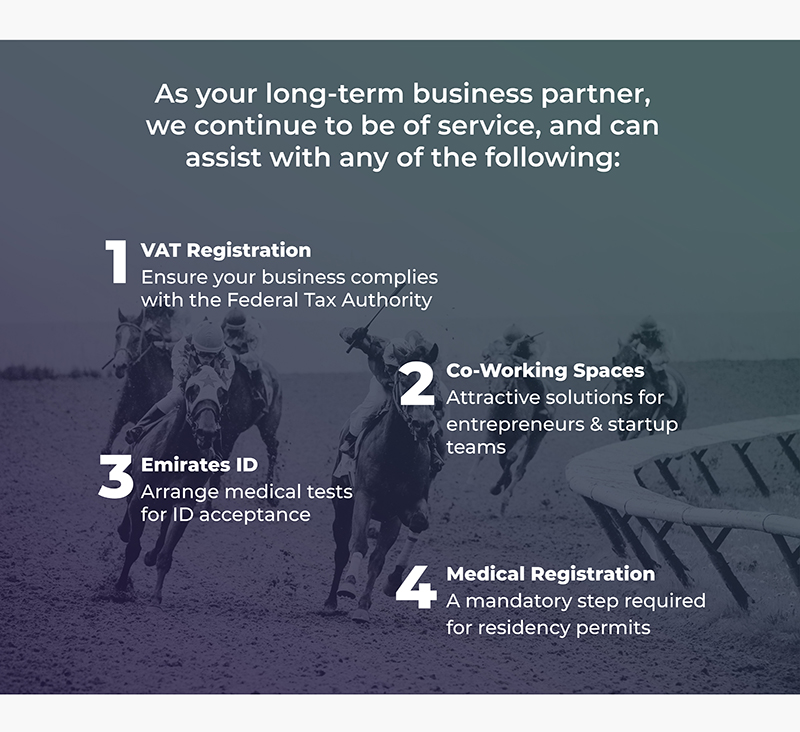 As your long-term business partner,
we continue to be of service, and can
assist with any of the following:
1 VAT Registration
Ensure your business complies
with the Federal Tax Authority
2 Co-Working Spaces
Attractive solutions for
entrepreneurs & startup
teams
3 Emirates ID
Arrange medical tests
for ID acceptance
4 Medical Registration
A mandatory step required
for residency permits